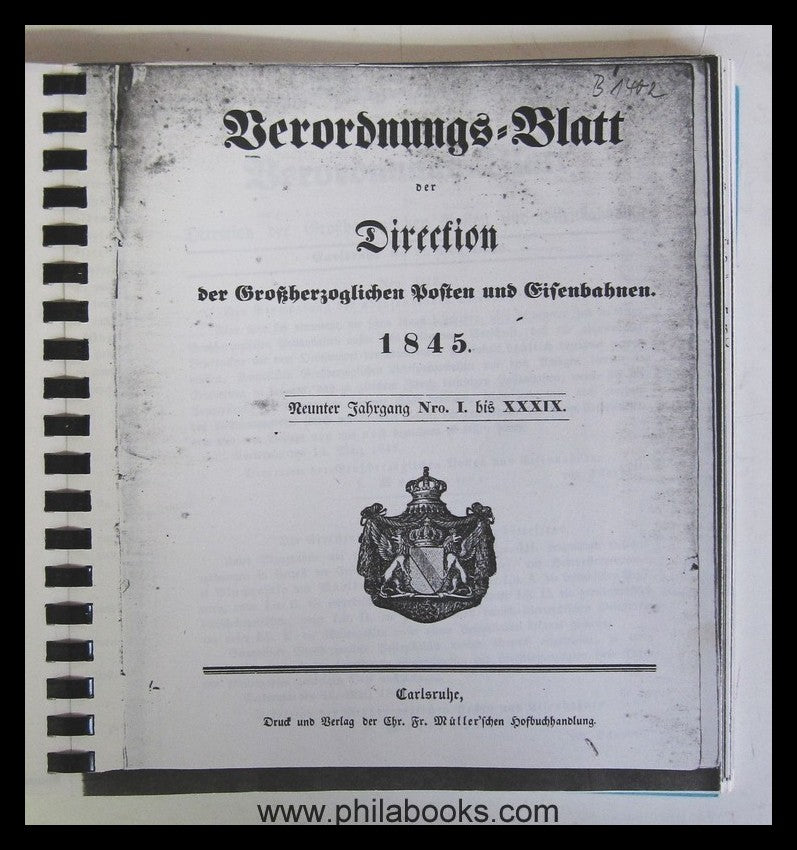 B 1402
Verordnungs-Blatt
der
Direction
der Großherzoglichen Posten und Eisenbahnen.
1845.
Neunter Jahrgang Nro. I. bis XXXIX.
Carlsruhe,
Druck und Verlag der Chr. Fr. Müller'schen Hofbuchhandlung.
www.philabooks.com